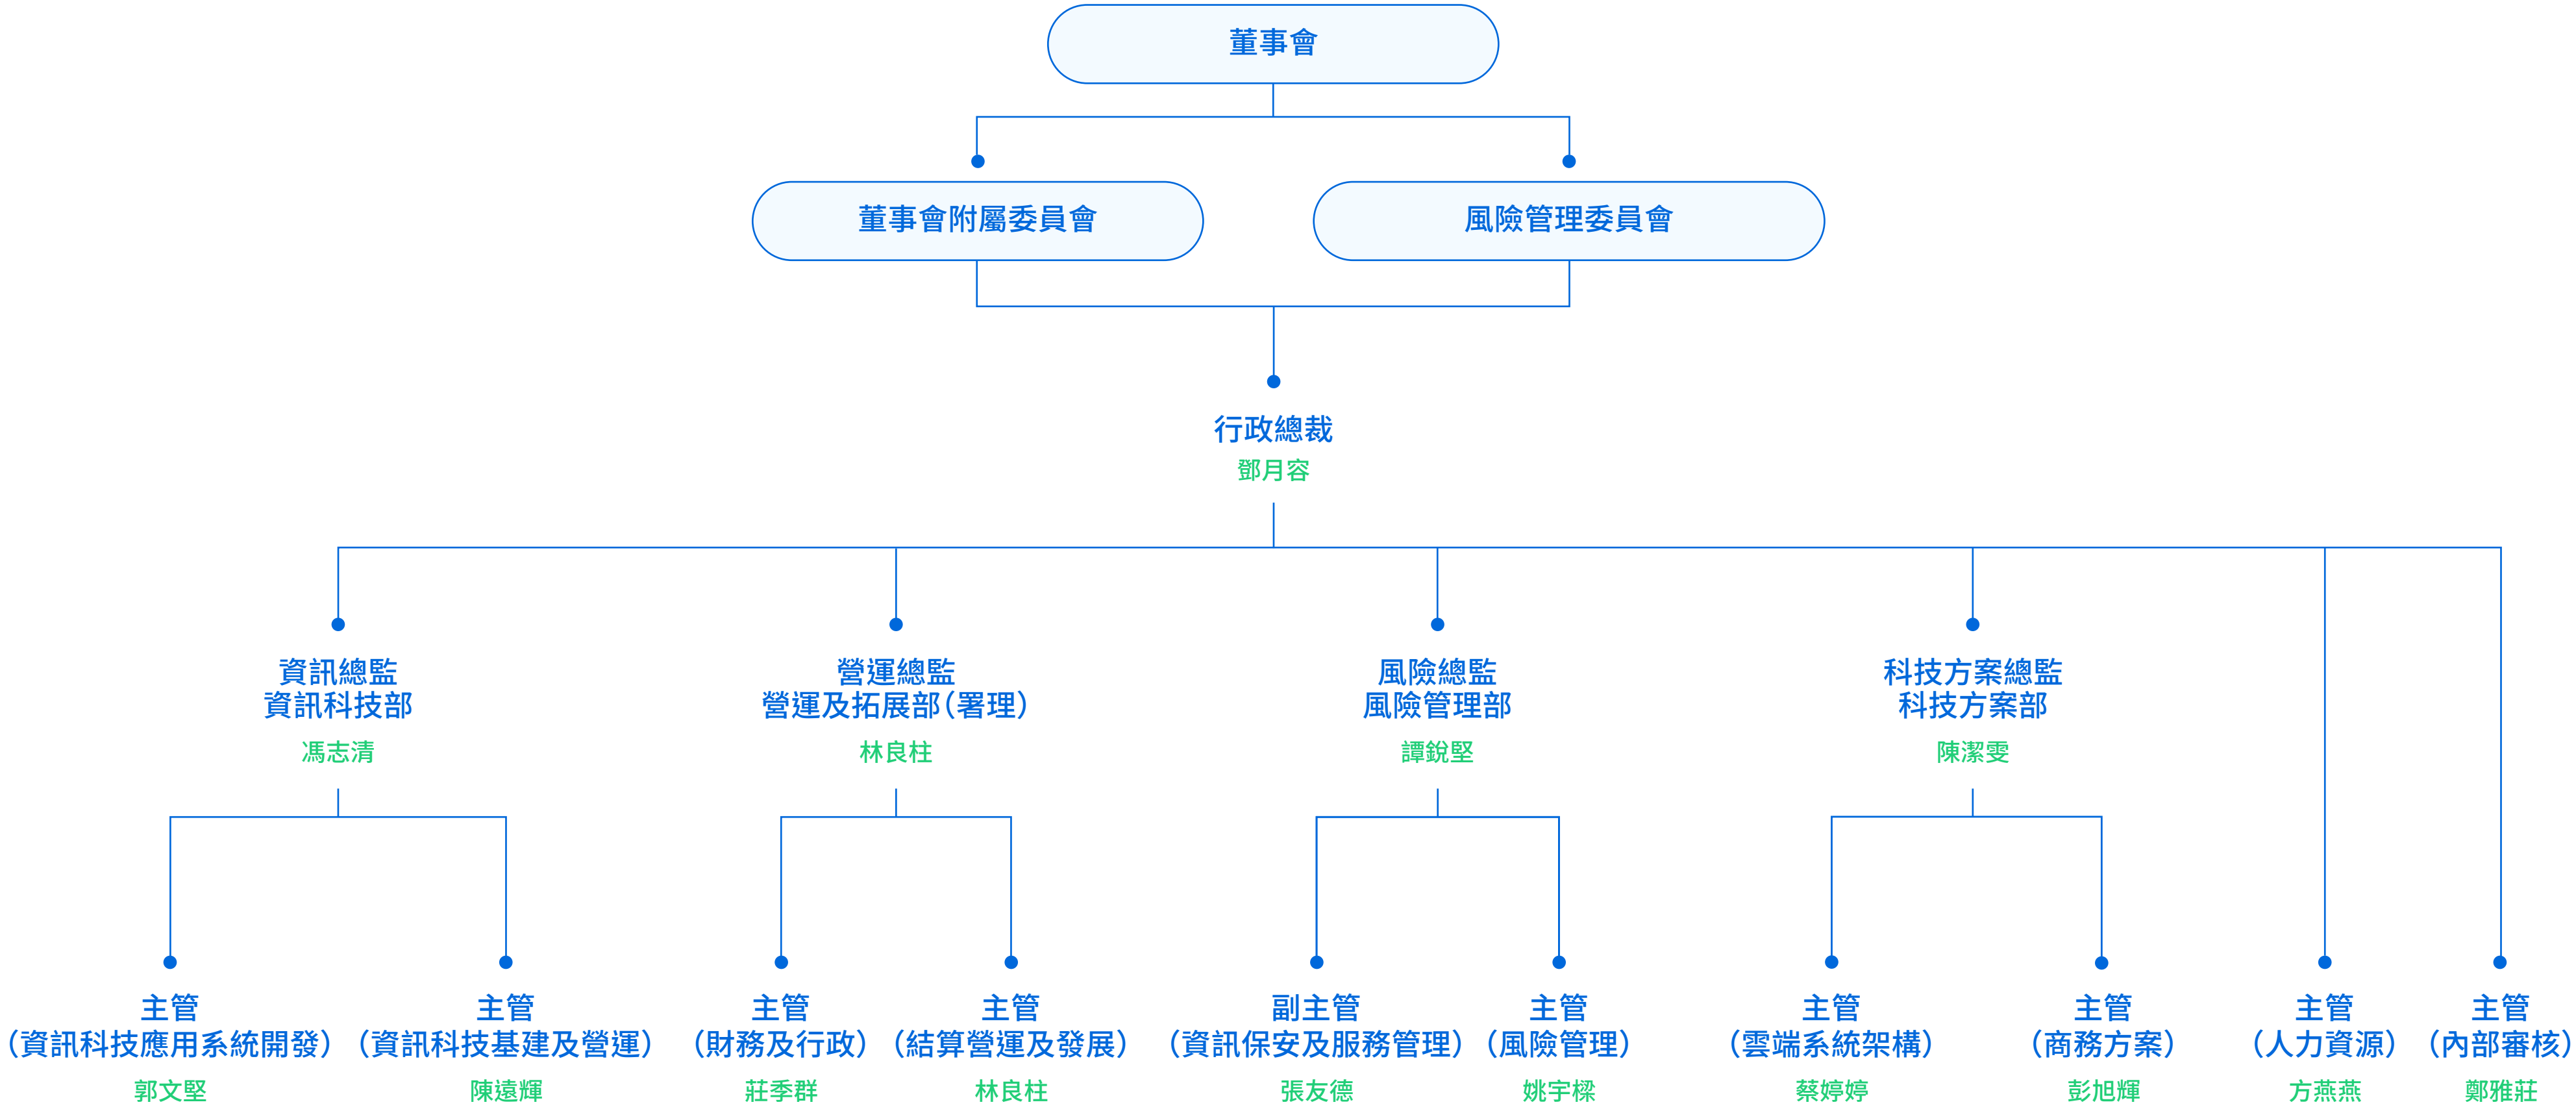 董事會
董事會附屬委員會
風險管理委員會
行政總裁
鄧月容
資訊總監
資訊科技部
馮志清
營運總監
營運及拓展部（署理）
林良柱
風險總監
風險管理部
譚銳堅
科技方案總監
科技方案部
陳潔雯
主管
（資訊科技應用系統開發）
郭文堅
主管
（資訊科技基建及營運）
陳遠輝
主管
（財務及行政）
莊季群
主管
（結算營運及發展）
林良柱
副主管
（資訊保安及服務管理）
張友德
主管
（風險管理）
姚宇樑
主管
（雲端系統架構）
蔡婷婷
主管
（商務方案）
彭旭輝
主管
（人力資源）
方燕燕
主管
（內部審核）
鄭雅莊